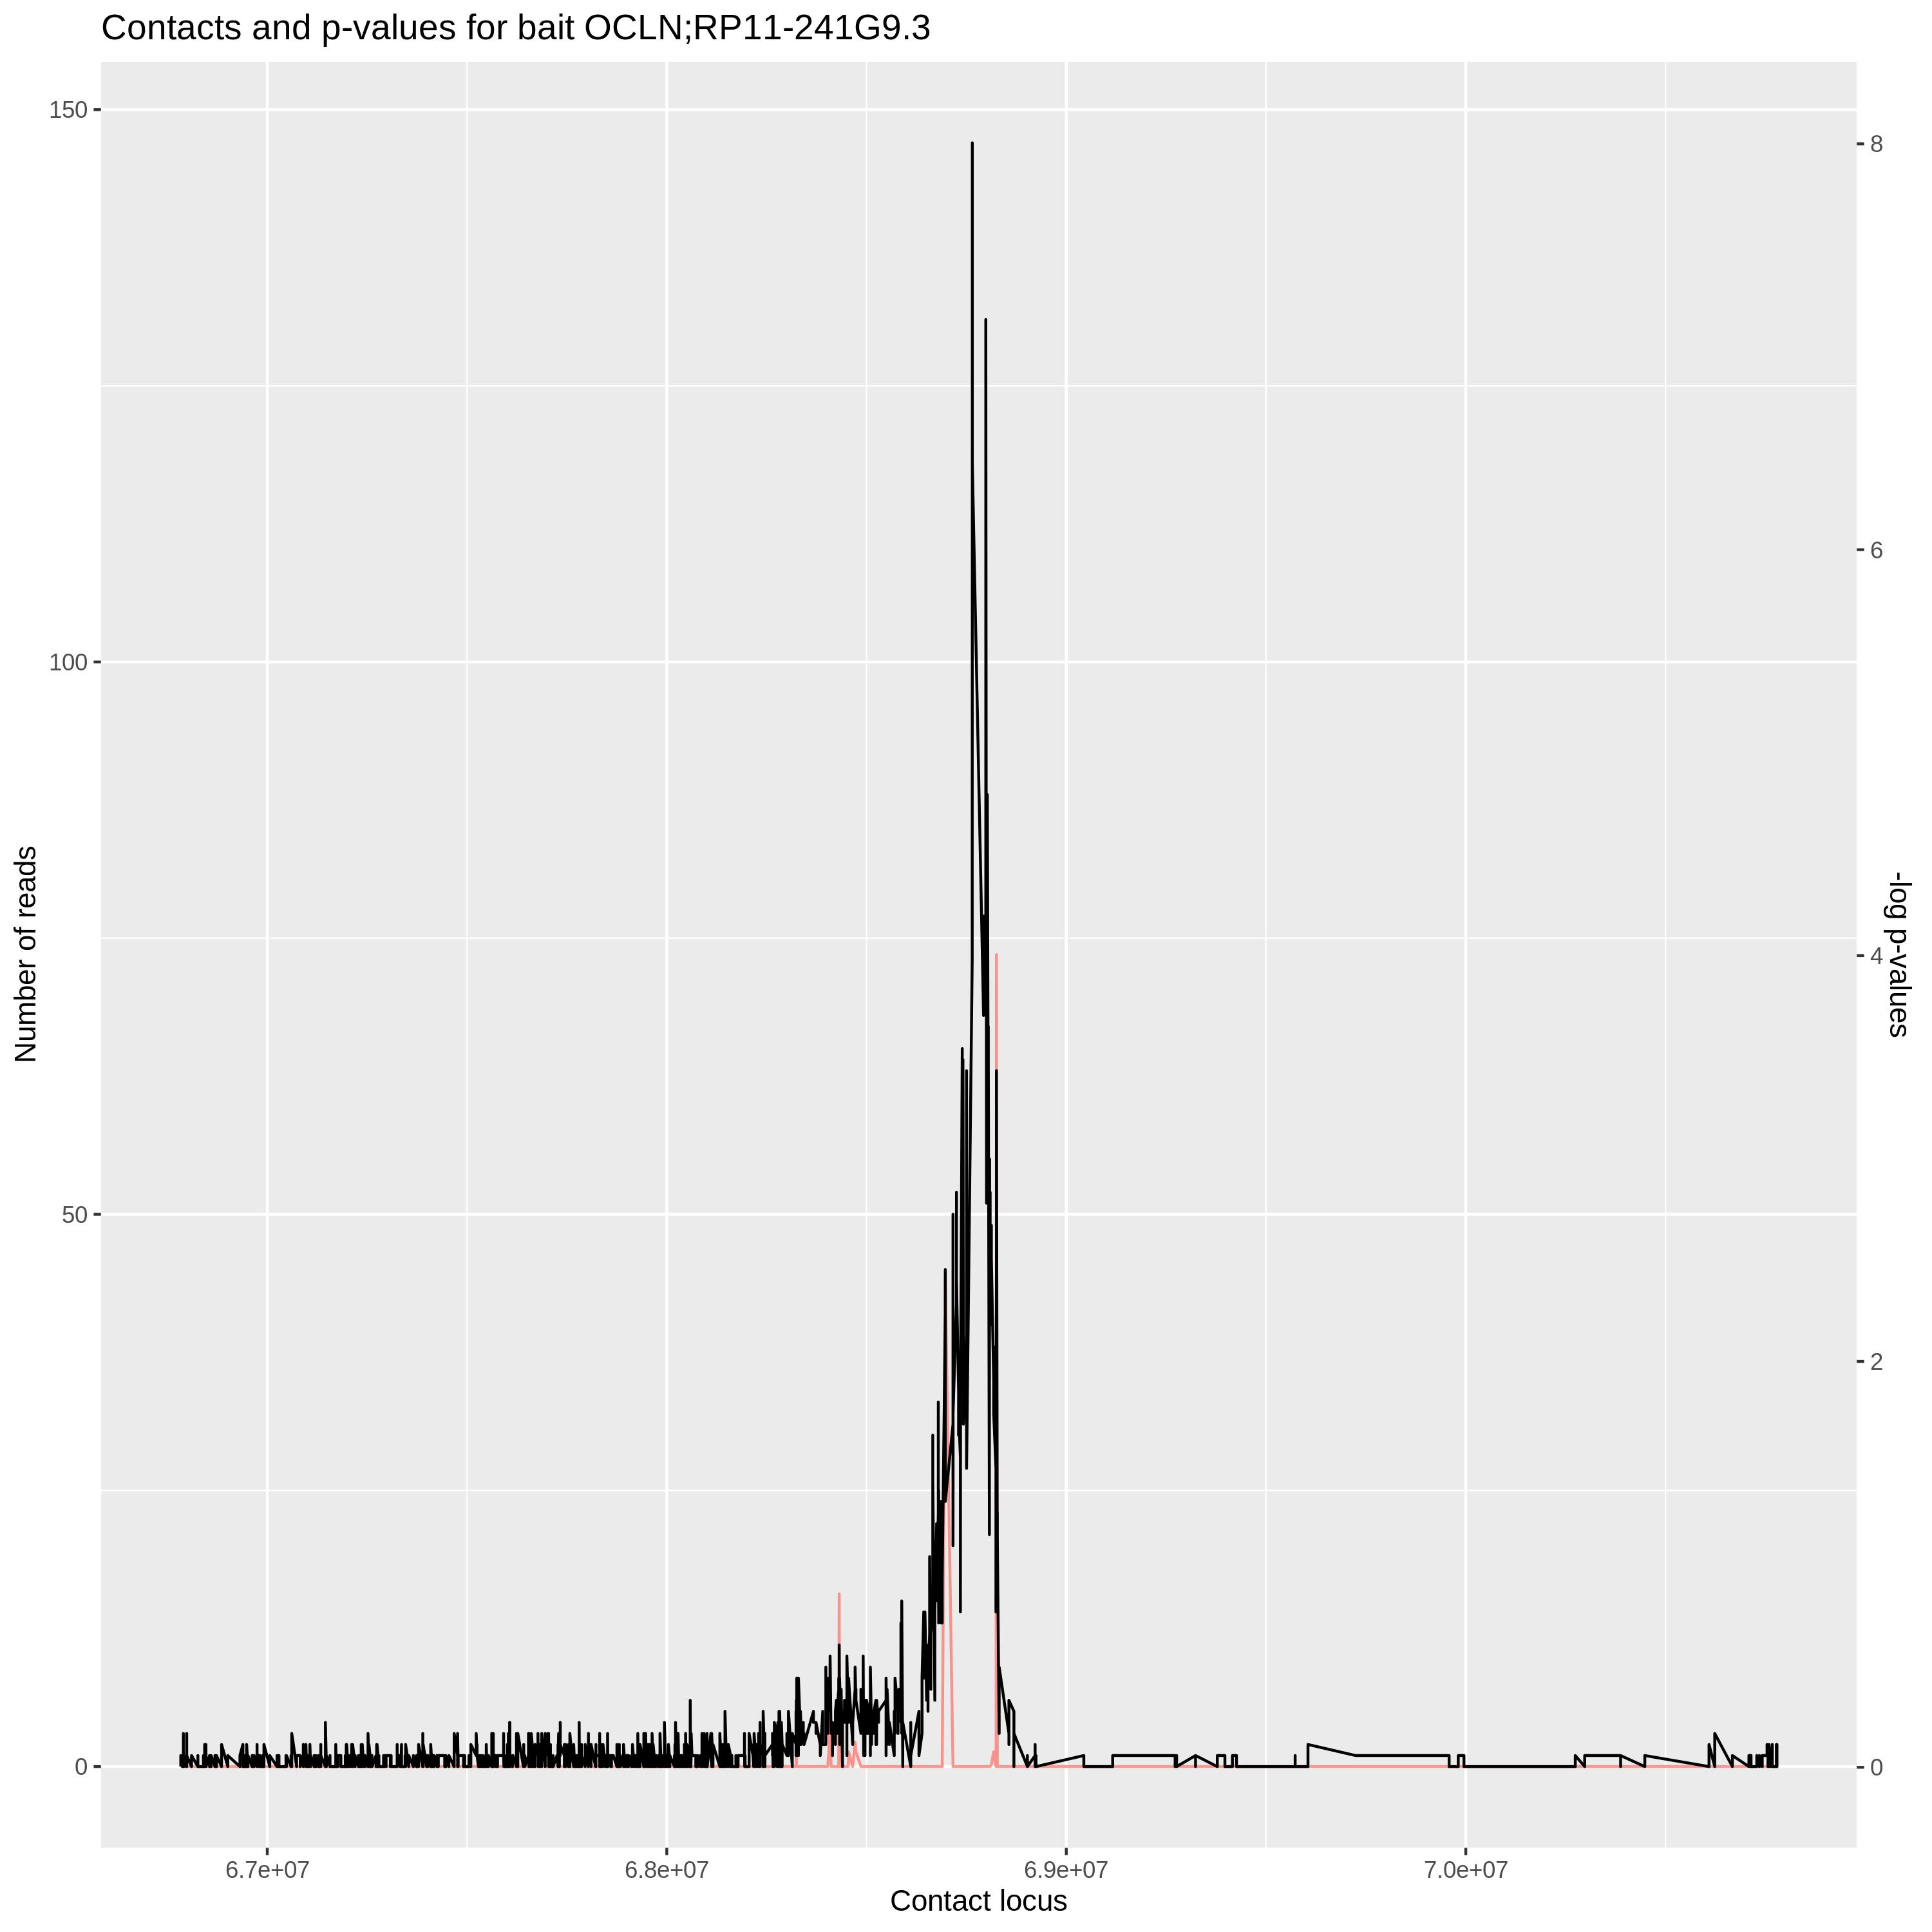 Contacts and p-values for bait OCLN;RP11-241G9.3
150
100
50
0
Number of reads
8
6
4
2
0
-log p-values
6.7e+07
6.8e+07
6.9e+07
7.0e+07
Contact locus